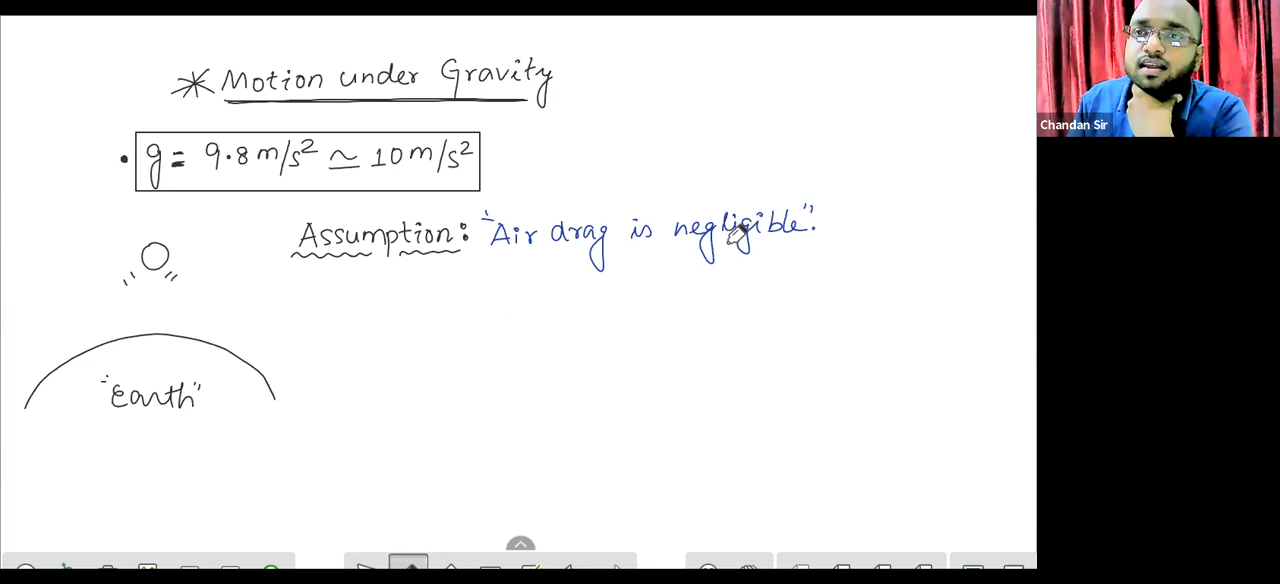 * Motion under Gravity
• g = 9.8 m/s² ≃ 10 m/s²
Assumption: "Air drag is negligible".
"Earth"
Chandan Sir